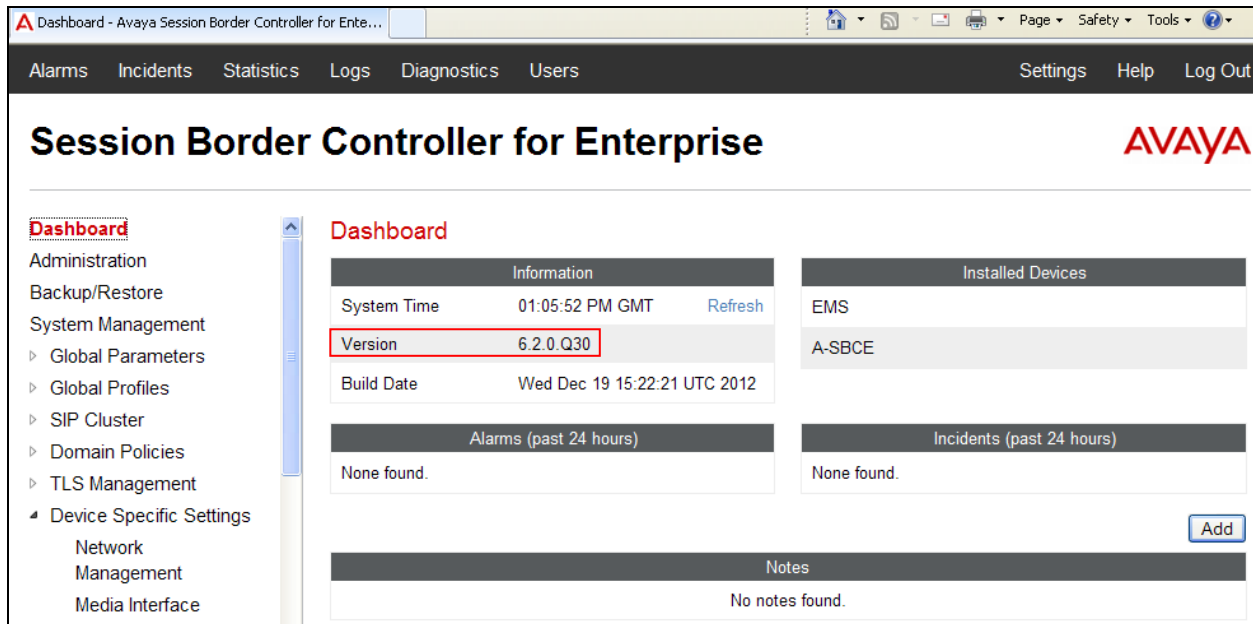 Dashboard - Avaya Session Border Controller for Ente...
Page Safety Tools
Alarms Incidents Statistics Logs Diagnostics Users Settings Help Log Out
Session Border Controller for Enterprise
AVAYA
Dashboard
Administration
Backup/Restore
System Management
Global Parameters
Global Profiles
SIP Cluster
Domain Policies
TLS Management
Device Specific Settings
Network
Management
Media Interface
Dashboard
Information
System Time 01:05:52 PM GMT Refresh
Version 6.2.0.Q30
Build Date Wed Dec 19 15:22:21 UTC 2012
Installed Devices
EMS
A-SBCE
Alarms (past 24 hours)
None found.
Incidents (past 24 hours)
None found.
Add
Notes
No notes found.